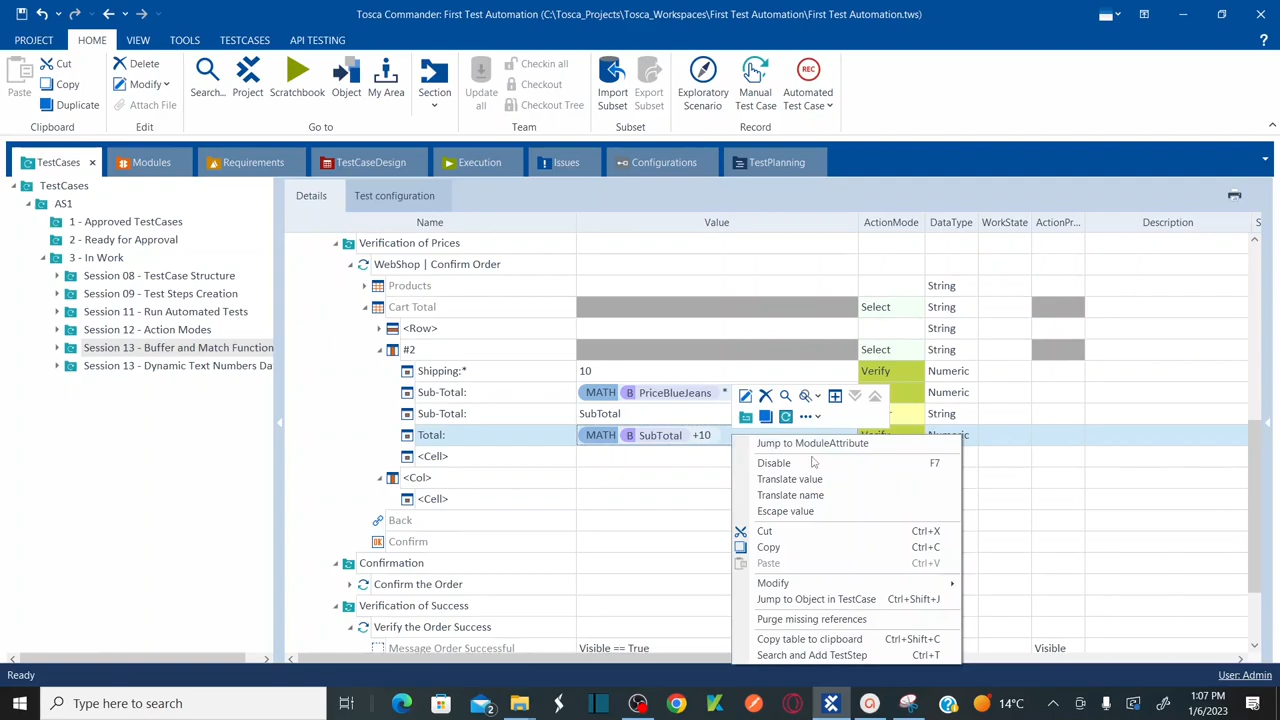 Tosca Commander: First Test Automation (C:\Tosca_Projects\Tosca_Workspaces\First Test Automation\First Test Automation.tws)
PROJECT HOME VIEW TOOLS TESTCASES API TESTING
Paste Cut Copy Duplicate
Clipboard
Delete Modify Attach File
Edit
Search... Project Scratchbook Object My Area Section
Go to
Update all Checkin all Checkout Checkout Tree
Team
Import Subset Export Subset
Subset
Exploratory Scenario Manual Test Case REC Automated Test Case
Record
TestCases Modules Requirements TestCaseDesign Execution Issues Configurations TestPlanning
TestCases
AS1
1 - Approved TestCases
2 - Ready for Approval
3 - In Work
Session 08 - TestCase Structure
Session 09 - Test Steps Creation
Session 11 - Run Automated Tests
Session 12 - Action Modes
Session 13 - Buffer and Match Function
Session 13 - Dynamic Text Numbers Da
Details Test configuration
Name Value ActionMode DataType WorkState ActionPr... Description S
Verification of Prices
WebShop | Confirm Order
Products String
Cart Total Select String
<Row> String
#2 Select String
Shipping:* 10 Verify Numeric
Sub-Total: MATH B PriceBlueJeans * Numeric
Sub-Total: SubTotal String
Total: MATH B SubTotal +10 Verify Numeric
<Cell>
<Col>
<Cell>
Back
OK Confirm
Confirmation
Confirm the Order
Verification of Success
Verify the Order Success
Message Order Successful Visible == True Visible
Jump to ModuleAttribute
Disable F7
Translate value
Translate name
Escape value
Cut Ctrl+X
Copy Ctrl+C
Paste Ctrl+V
Modify
Jump to Object in TestCase Ctrl+Shift+J
Purge missing references
Copy table to clipboard Ctrl+Shift+C
Search and Add TestStep Ctrl+T
Ready User: Admin
Type here to search
2
14°C
1:07 PM
1/6/2023